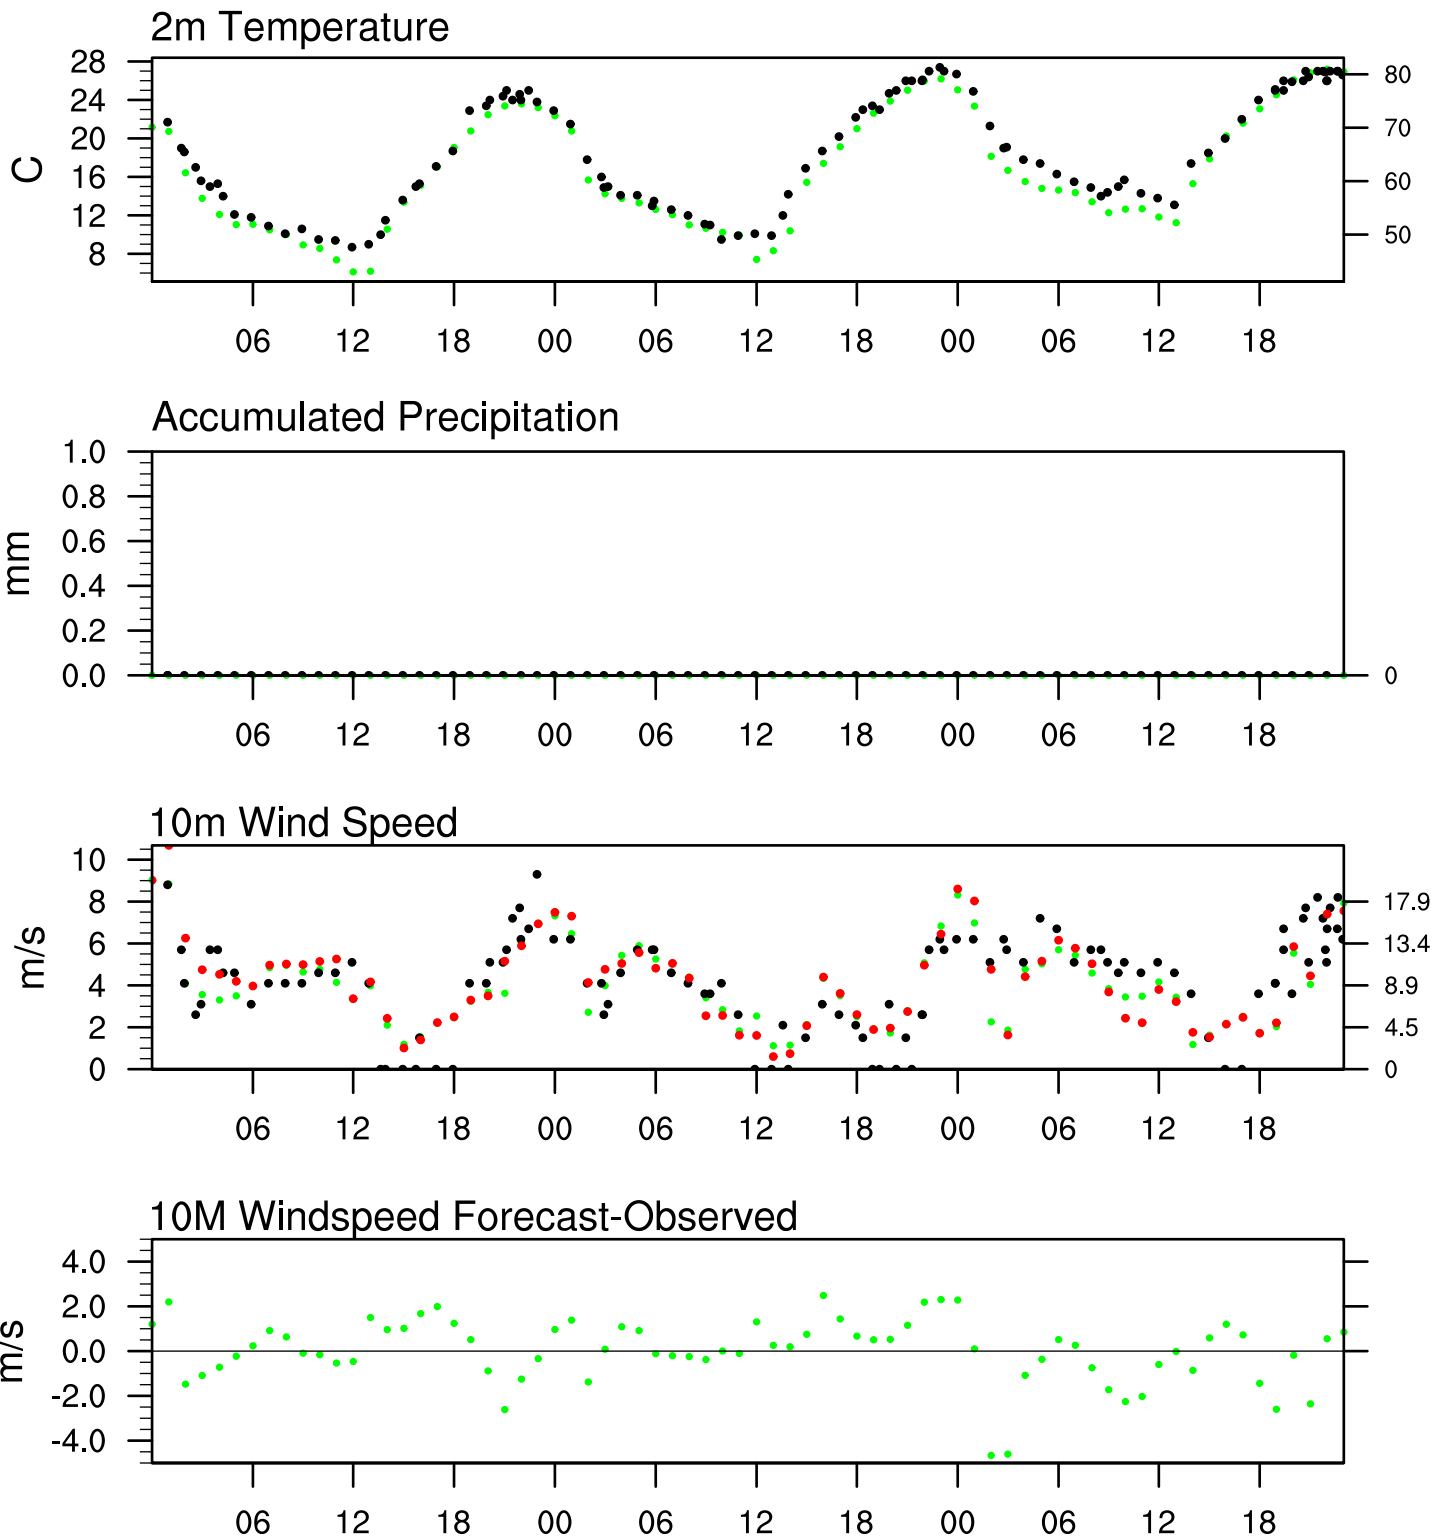 2m Temperature
28
24
20
16
12
8
C
80
70
60
50
06 12 18 00 06 12 18 00 06 12 18
Accumulated Precipitation
1.0
0.8
0.6
0.4
0.2
0.0
mm
0
06 12 18 00 06 12 18 00 06 12 18
10m Wind Speed
10
8
6
4
2
0
m/s
17.9
13.4
8.9
4.5
0
06 12 18 00 06 12 18 00 06 12 18
10M Windspeed Forecast-Observed
4.0
2.0
0.0
-2.0
-4.0
m/s
06 12 18 00 06 12 18 00 06 12 18